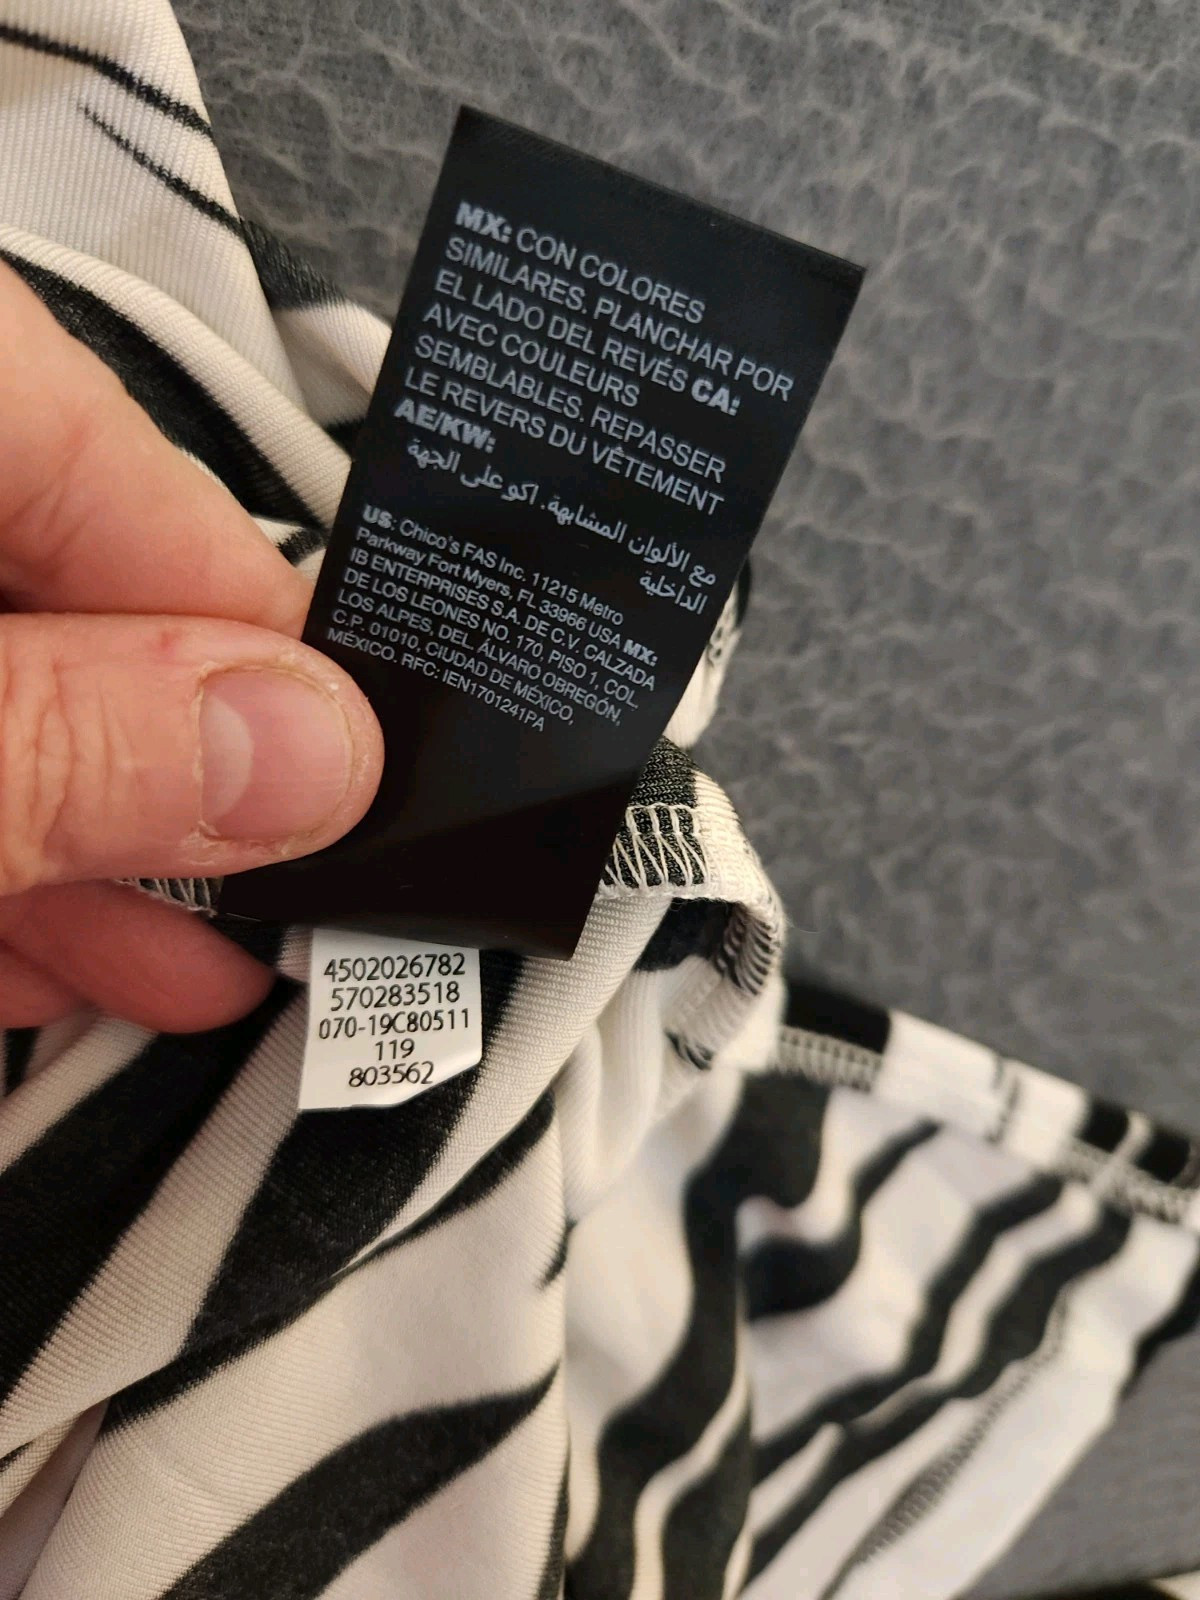 MX: CON COLORES
SIMILARES. PLANCHAR POR
EL LADO DEL REVÉS CA:
AVEC COULEURS
SEMBLABLES. REPASSER
LE REVERS DU VÊTEMENT
AE/KW:
مع الألوان المشابهة. اكو على الجهة
الداخلية
US: Chico's FAS Inc. 11215 Metro
Parkway Fort Myers, FL 33966 USA MX:
IB ENTERPRISES S.A. DE C.V. CALZADA
DE LOS LEONES NO. 170, PISO 1, COL.
LOS ALPES, DEL. ÁLVARO OBREGÓN,
C.P. 01010, CIUDAD DE MÉXICO,
MÉXICO. RFC: IEN1701241PA
4502026782
570283518
070-19C80511
119
803562